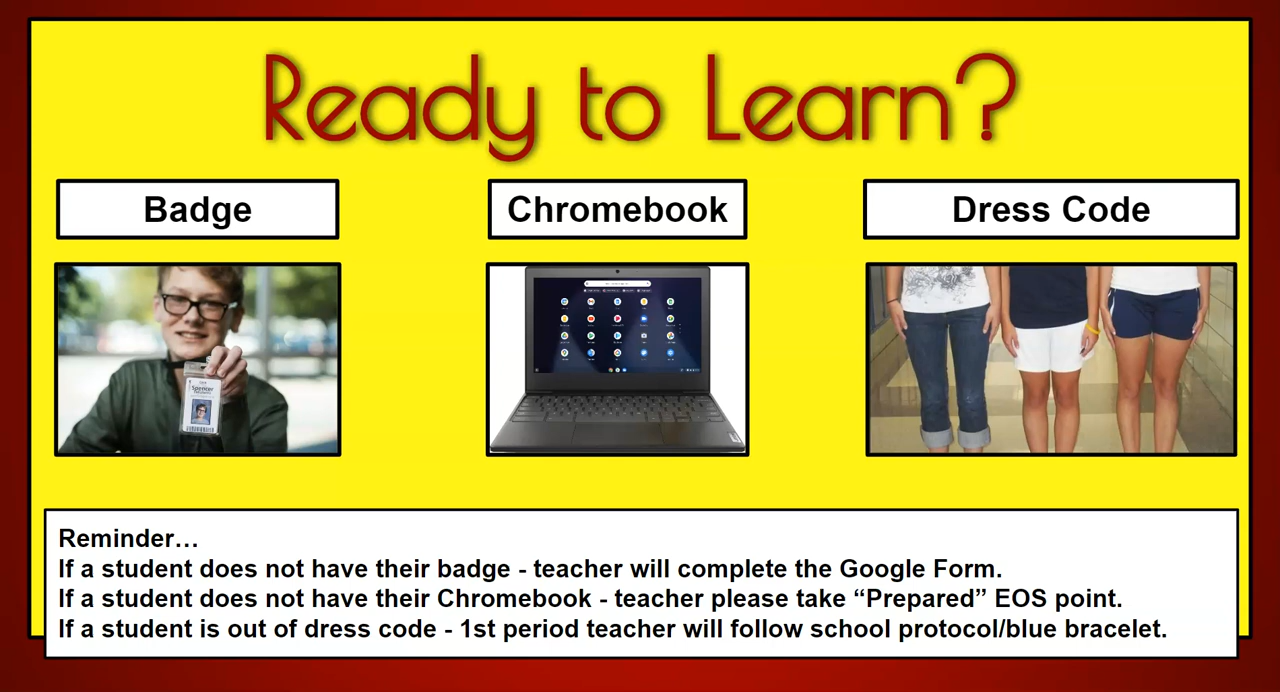 Ready to Learn?
Badge
Chromebook
Dress Code
Spencer
Reminder…
If a student does not have their badge - teacher will complete the Google Form.
If a student does not have their Chromebook - teacher please take “Prepared” EOS point.
If a student is out of dress code - 1st period teacher will follow school protocol/blue bracelet.